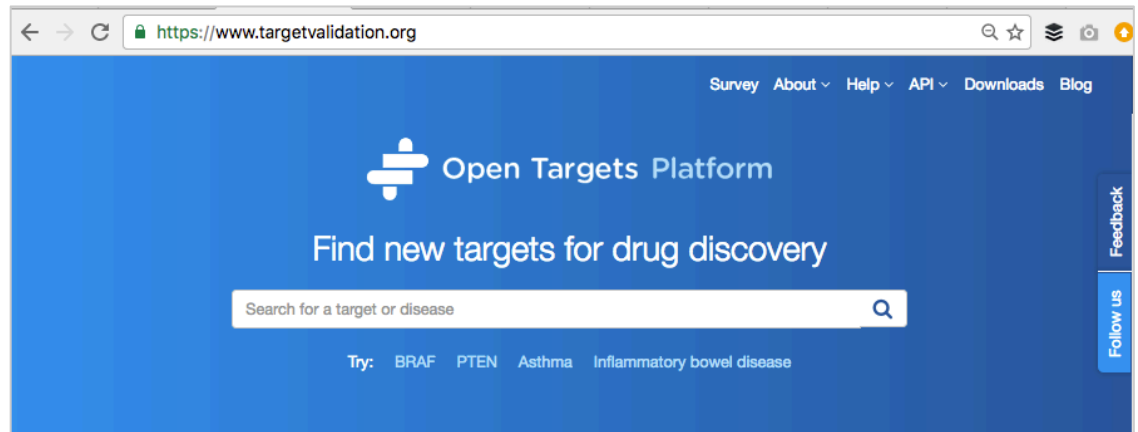 https://www.targetvalidation.org
Survey About Help API Downloads Blog
Open Targets Platform
Find new targets for drug discovery
Search for a target or disease
Try: BRAF PTEN Asthma Inflammatory bowel disease
Feedback
Follow us